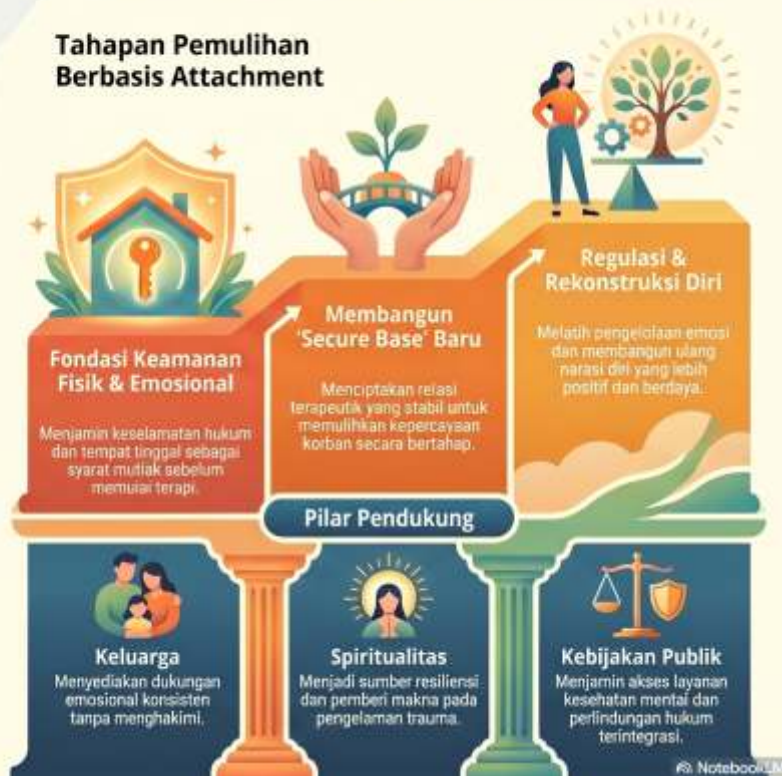 Tahapan Pemulihan
Berbasis Attachment
Fondasi Keamanan
Fisik & Emosional
Menjamin keselamatan hukum
dan tempat tinggal sebagai
syarat mutlak sebelum
memulai terapi.
Membangun
'Secure Base' Baru
Menciptakan relasi
terapeutik yang stabil untuk
memulihkan kepercayaan
korban secara bertahap.
Regulasi &
Rekonstruksi Diri
Melatih pengelolaan emosi
dan membangun ulang
narasi diri yang lebih
positif dan berdaya.
Pilar Pendukung
Keluarga
Menyediakan dukungan
emosional konsisten
tanpa menghakimi.
Spiritualitas
Menjadi sumber resiliensi
dan pemberi makna pada
pengelaman trauma.
Kebijakan Publik
Menjamin akses layanan
kesehatan mental dan
perlindungan hukum
terintegrasi.